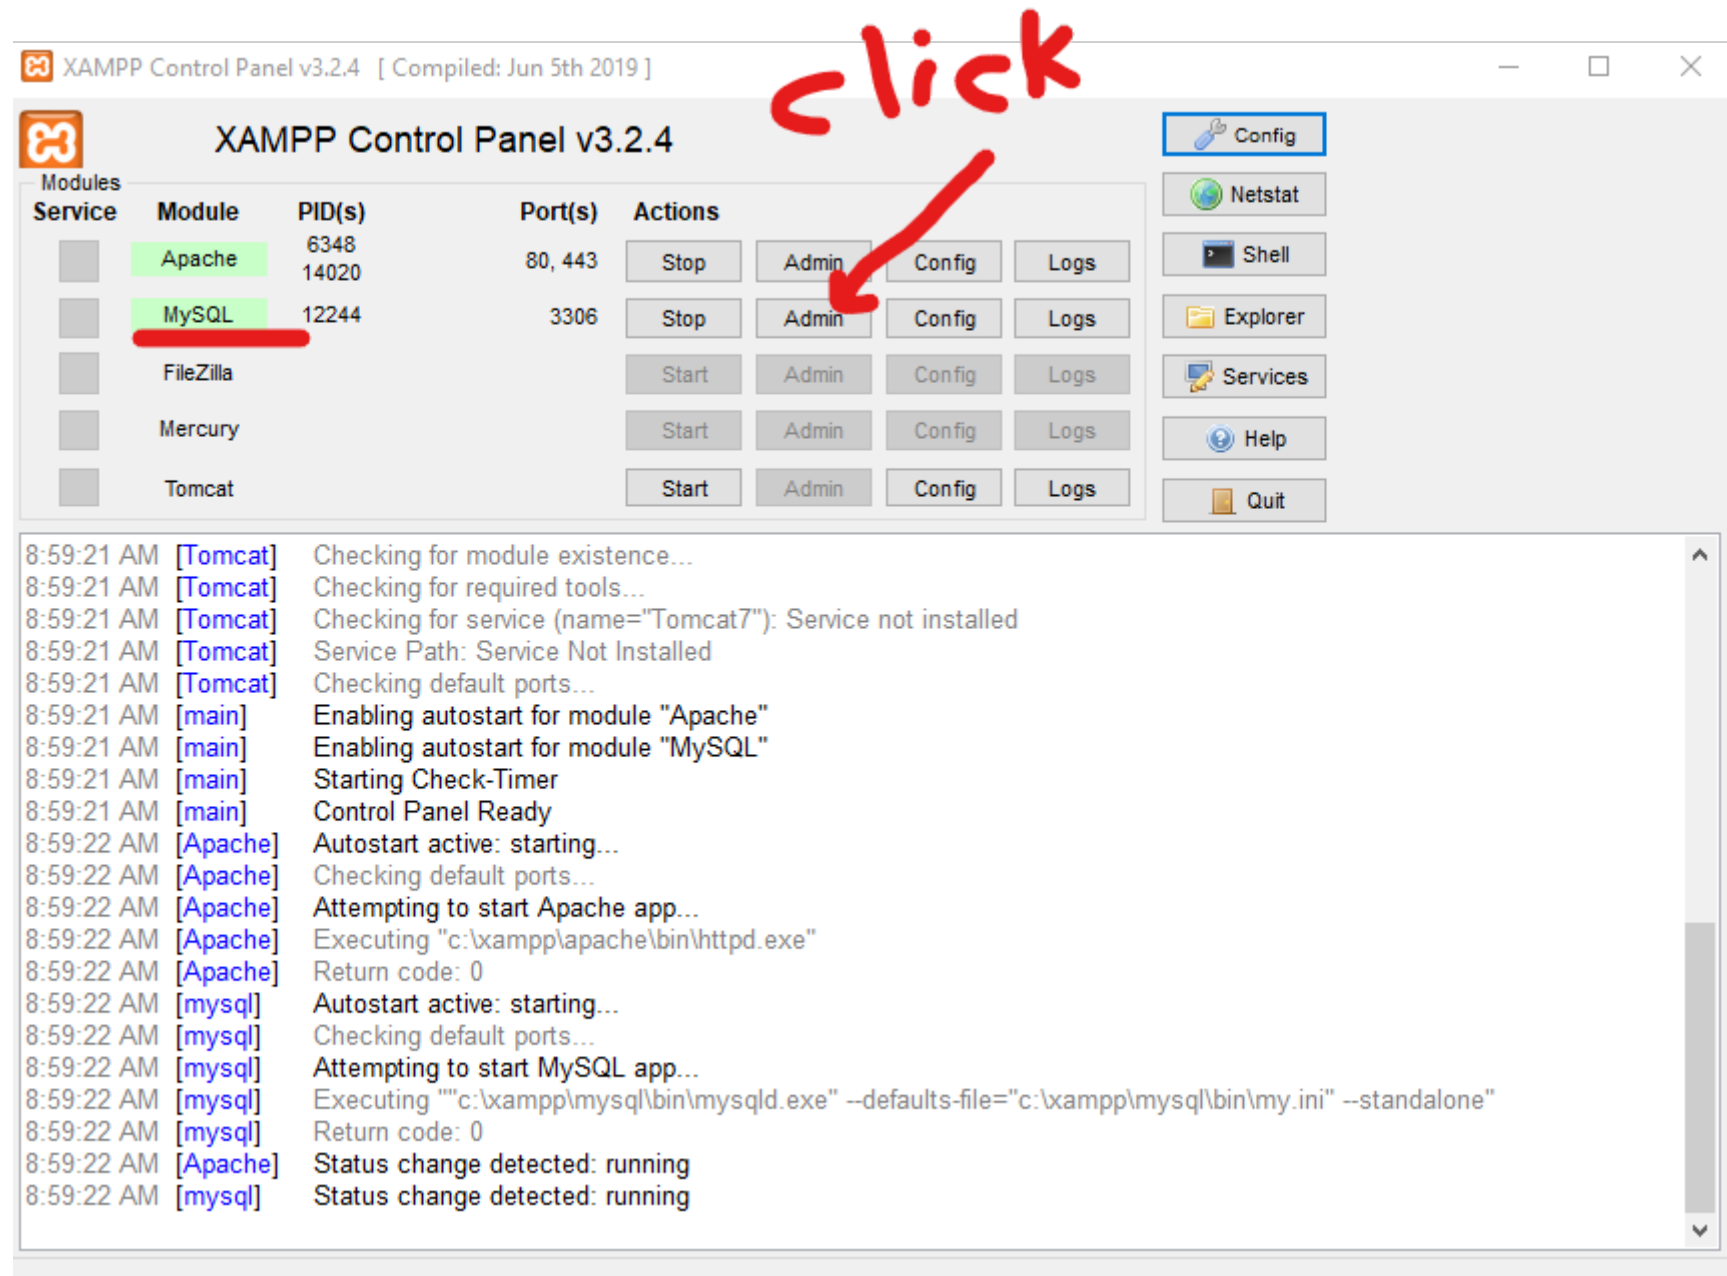 click
XAMPP Control Panel v3.2.4 [ Compiled: Jun 5th 2019 ]
XAMPP Control Panel v3.2.4
Config
Modules
Service Module PID(s) Port(s) Actions
Netstat
Apache 6348 14020 80, 443 Stop Admin Config Logs
Shell
MySQL 12244 3306 Stop Admin Config Logs
Explorer
FileZilla Start Admin Config Logs
Services
Mercury Start Admin Config Logs
Help
Tomcat Start Admin Config Logs
Quit
8:59:21 AM [Tomcat] Checking for module existence...
8:59:21 AM [Tomcat] Checking for required tools...
8:59:21 AM [Tomcat] Checking for service (name="Tomcat7"): Service not installed
8:59:21 AM [Tomcat] Service Path: Service Not Installed
8:59:21 AM [Tomcat] Checking default ports...
8:59:21 AM [main] Enabling autostart for module "Apache"
8:59:21 AM [main] Enabling autostart for module "MySQL"
8:59:21 AM [main] Starting Check-Timer
8:59:21 AM [main] Control Panel Ready
8:59:22 AM [Apache] Autostart active: starting...
8:59:22 AM [Apache] Checking default ports...
8:59:22 AM [Apache] Attempting to start Apache app...
8:59:22 AM [Apache] Executing "c:\xampp\apache\bin\httpd.exe"
8:59:22 AM [Apache] Return code: 0
8:59:22 AM [mysql] Autostart active: starting...
8:59:22 AM [mysql] Checking default ports...
8:59:22 AM [mysql] Attempting to start MySQL app...
8:59:22 AM [mysql] Executing ""c:\xampp\mysql\bin\mysqld.exe" --defaults-file="c:\xampp\mysql\bin\my.ini" --standalone"
8:59:22 AM [mysql] Return code: 0
8:59:22 AM [Apache] Status change detected: running
8:59:22 AM [mysql] Status change detected: running